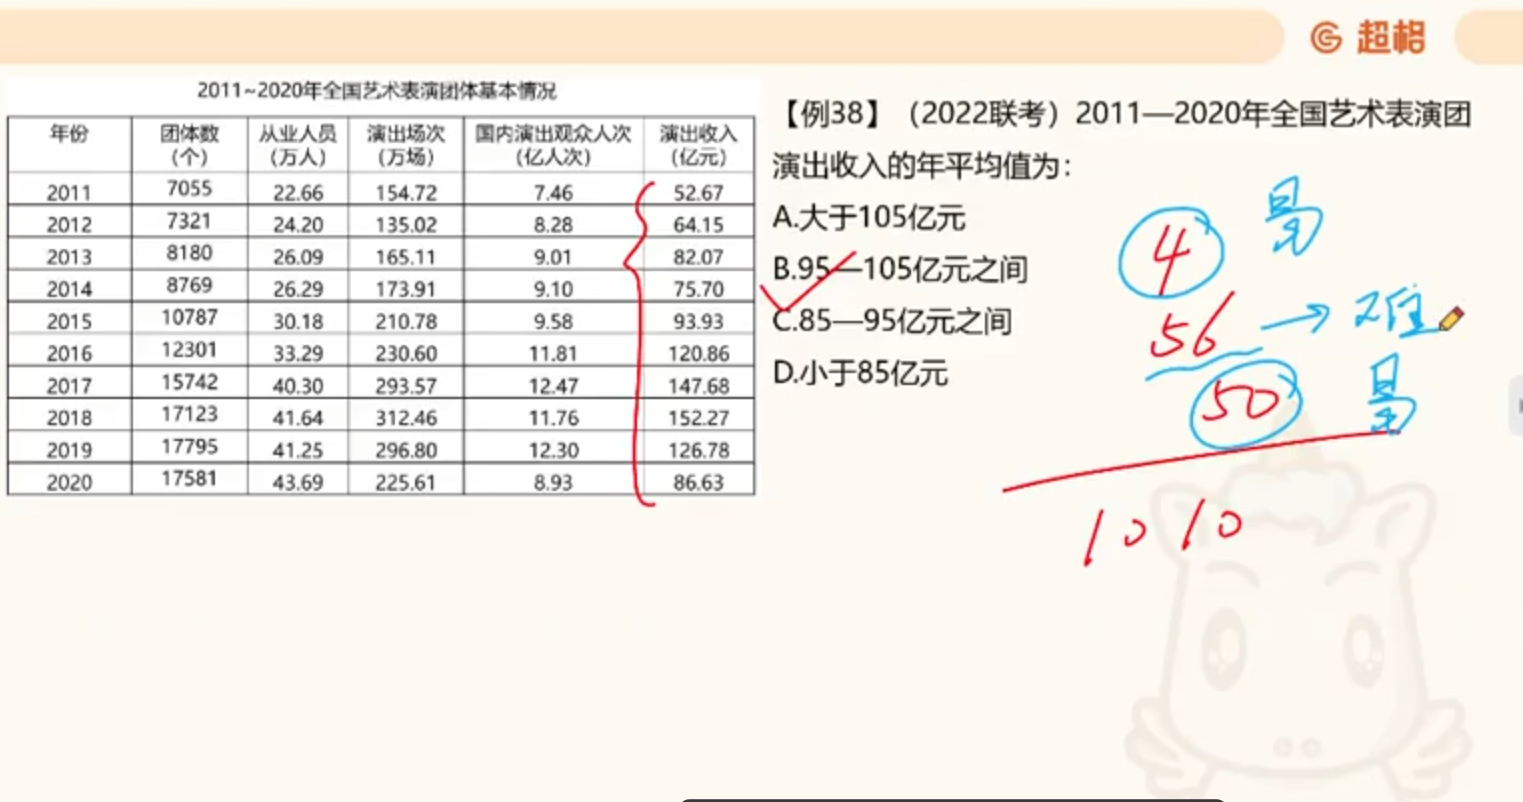 超格
2011~2020年全国艺术表演团体基本情况
年份 团体数（个） 从业人员（万人） 演出场次（万场） 国内演出观众人次（亿人次） 演出收入（亿元）
2011 7055 22.66 154.72 7.46 52.67
2012 7321 24.20 135.02 8.28 64.15
2013 8180 26.09 165.11 9.01 82.07
2014 8769 26.29 173.91 9.10 75.70
2015 10787 30.18 210.78 9.58 93.93
2016 12301 33.29 230.60 11.81 120.86
2017 15742 40.30 293.57 12.47 147.68
2018 17123 41.64 312.46 11.76 152.27
2019 17795 41.25 296.80 12.30 126.78
2020 17581 43.69 225.61 8.93 86.63
【例38】（2022联考）2011—2020年全国艺术表演团
演出收入的年平均值为：
A.大于105亿元
B.95—105亿元之间
C.85—95亿元之间
D.小于85亿元
4 易
56 → 难
50 易
1010